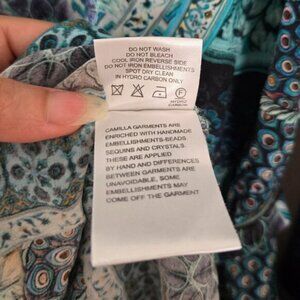 DO NOT WASH
DO NOT BLEACH
COOL IRON REVERSE SIDE
DO NOT IRON EMBELLISHMENTS
SPOT DRY CLEAN
IN HYDRO CARBON ONLY
F
HYDRO
CARBON
CAMILLA GARMENTS ARE
ENRICHED WITH HANDMADE
EMBELLISHMENTS-BEADS
SEQUINS AND CRYSTALS.
THESE ARE APPLIED
BY HAND AND DIFFERENCES
BETWEEN GARMENTS ARE
UNAVOIDABLE, SOME
EMBELLISHMENTS MAY
COME OFF THE GARMENT